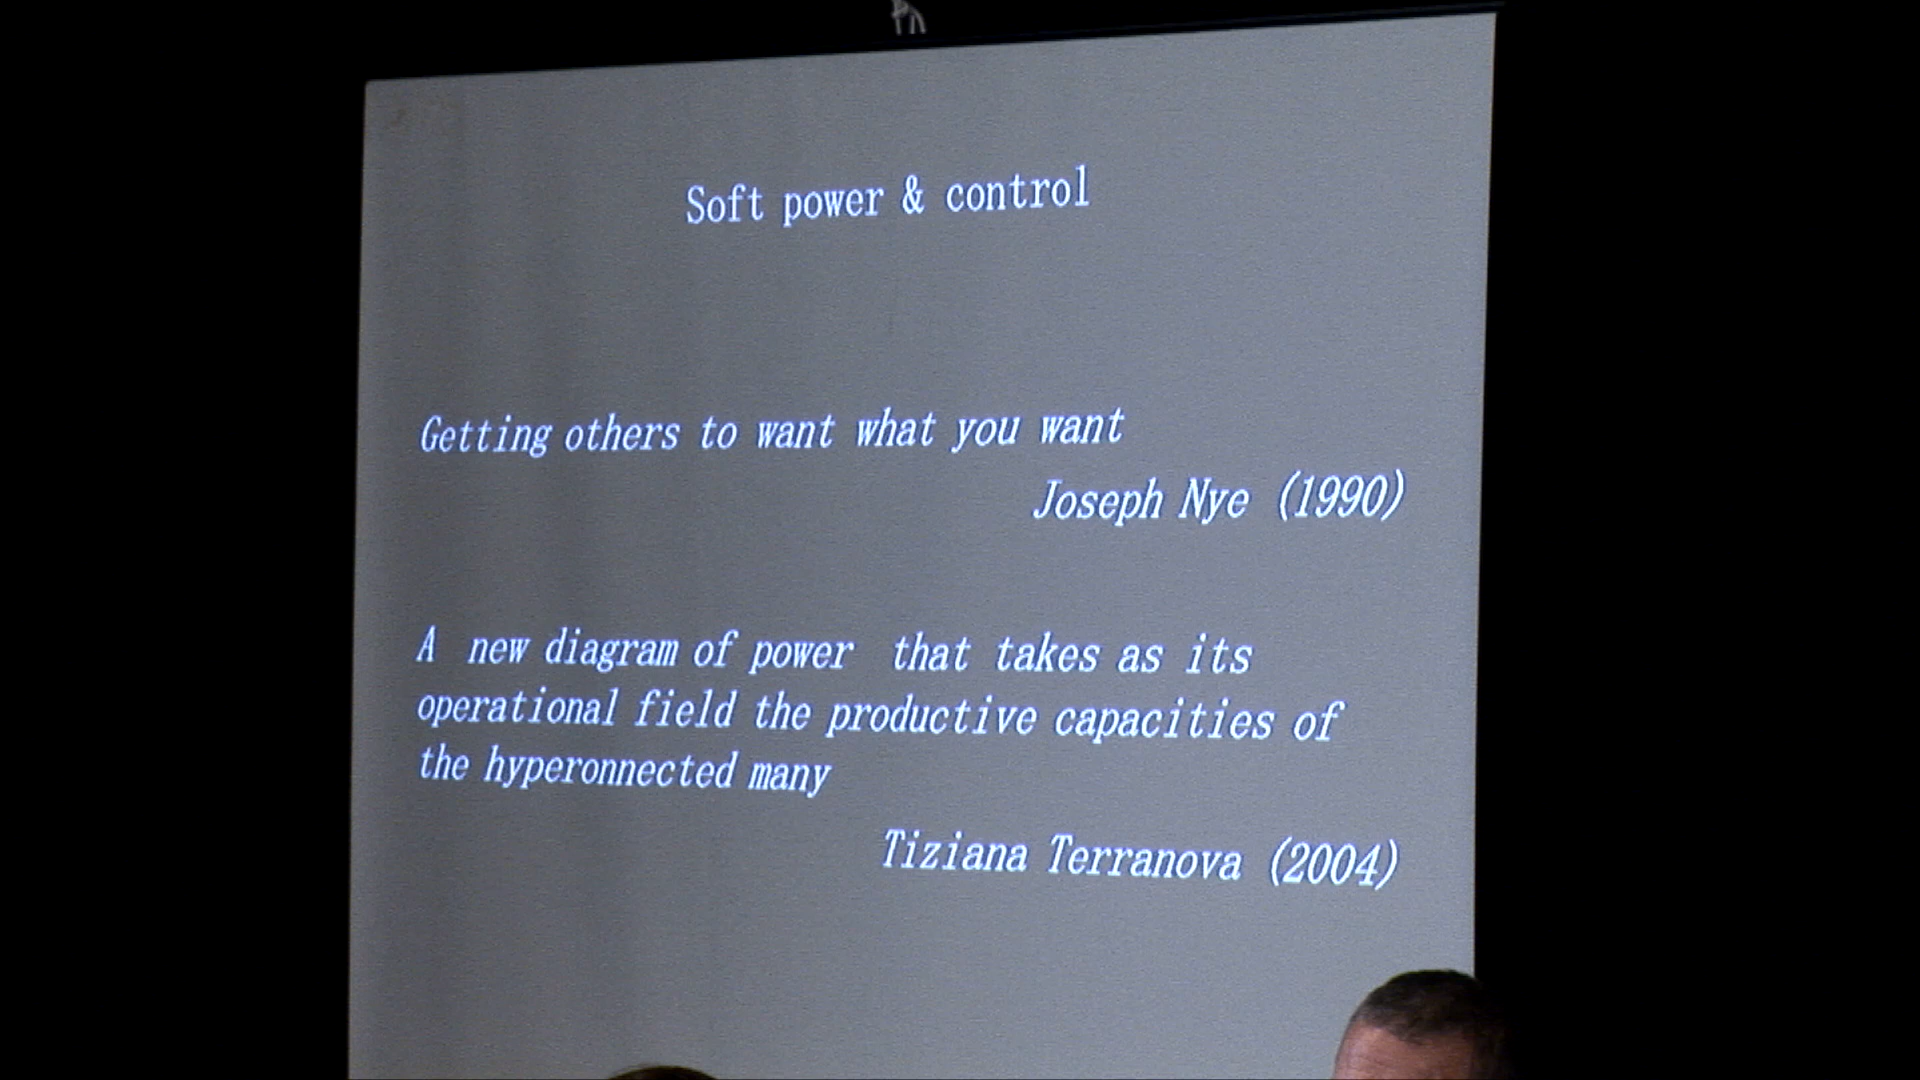 Soft power & control
Getting others to want what you want
Joseph Nye (1990)
A new diagram of power that takes as its
operational field the productive capacities of
the hyperonnected many
Tiziana Terranova (2004)